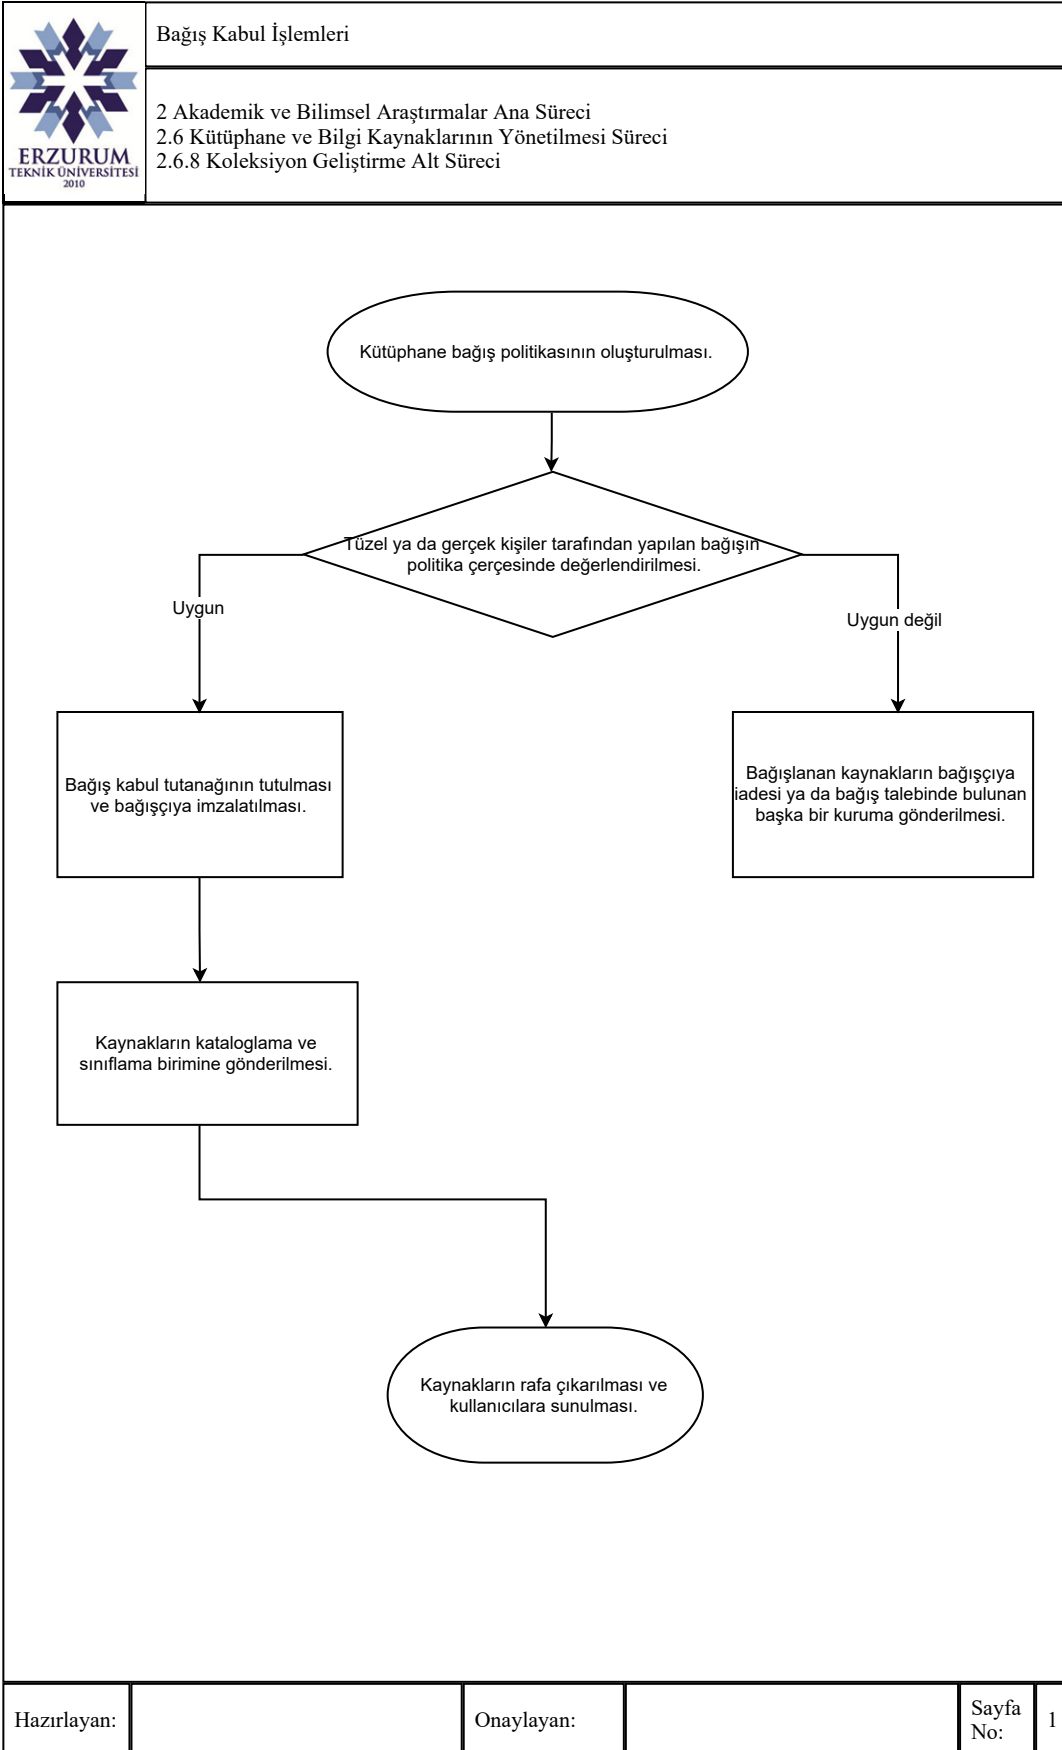 Bağış Kabul İşlemleri
ERZURUM
TEKNİK ÜNİVERSİTESİ
2010
2 Akademik ve Bilimsel Araştırmalar Ana Süreci
2.6 Kütüphane ve Bilgi Kaynaklarının Yönetilmesi Süreci
2.6.8 Koleksiyon Geliştirme Alt Süreci
Kütüphane bağış politikasının oluşturulması.
Tüzel ya da gerçek kişiler tarafından yapılan bağışın
politika çerçesinde değerlendirilmesi.
Uygun
Uygun değil
Bağış kabul tutanağının tutulması
ve bağışçıya imzalatılması.
Bağışlanan kaynakların bağışçıya
iadesi ya da bağış talebinde bulunan
başka bir kuruma gönderilmesi.
Kaynakların kataloglama ve
sınıflama birimine gönderilmesi.
Kaynakların rafa çıkarılması ve
kullanıcılara sunulması.
Hazırlayan:
Onaylayan:
Sayfa
No:
1